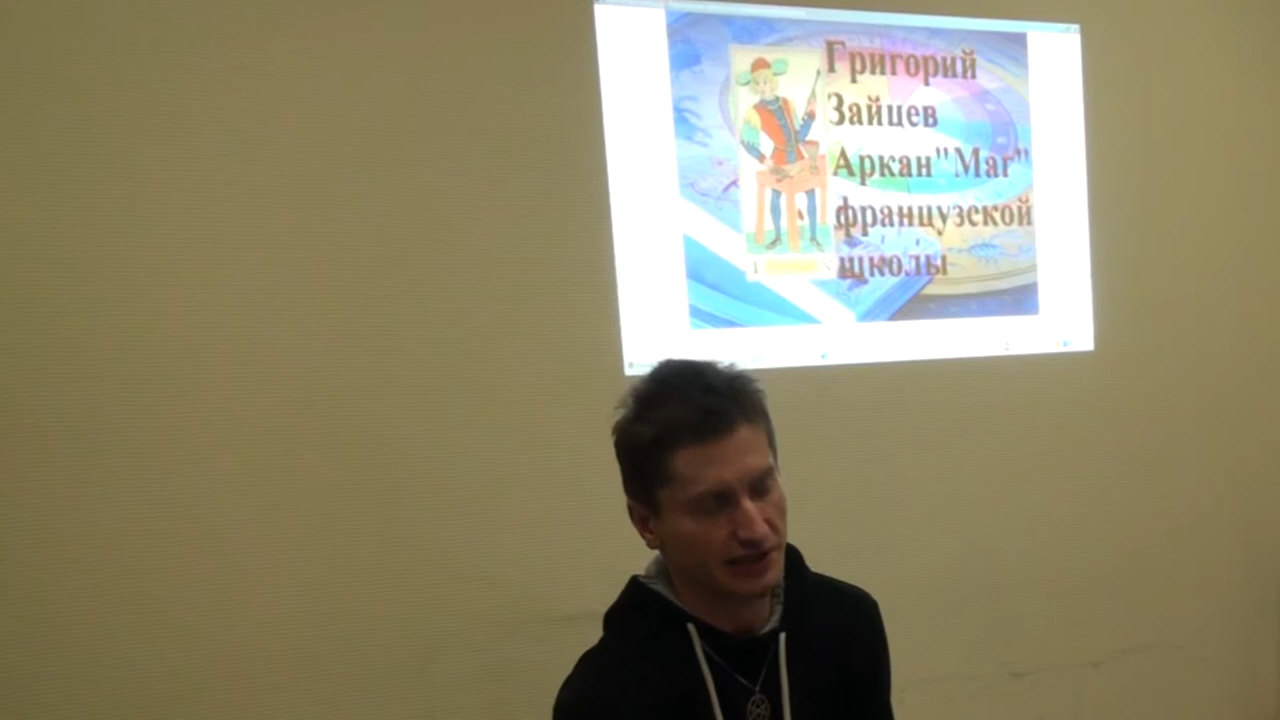 Григорий
Зайцев
Аркан"Маг"
французской
школы